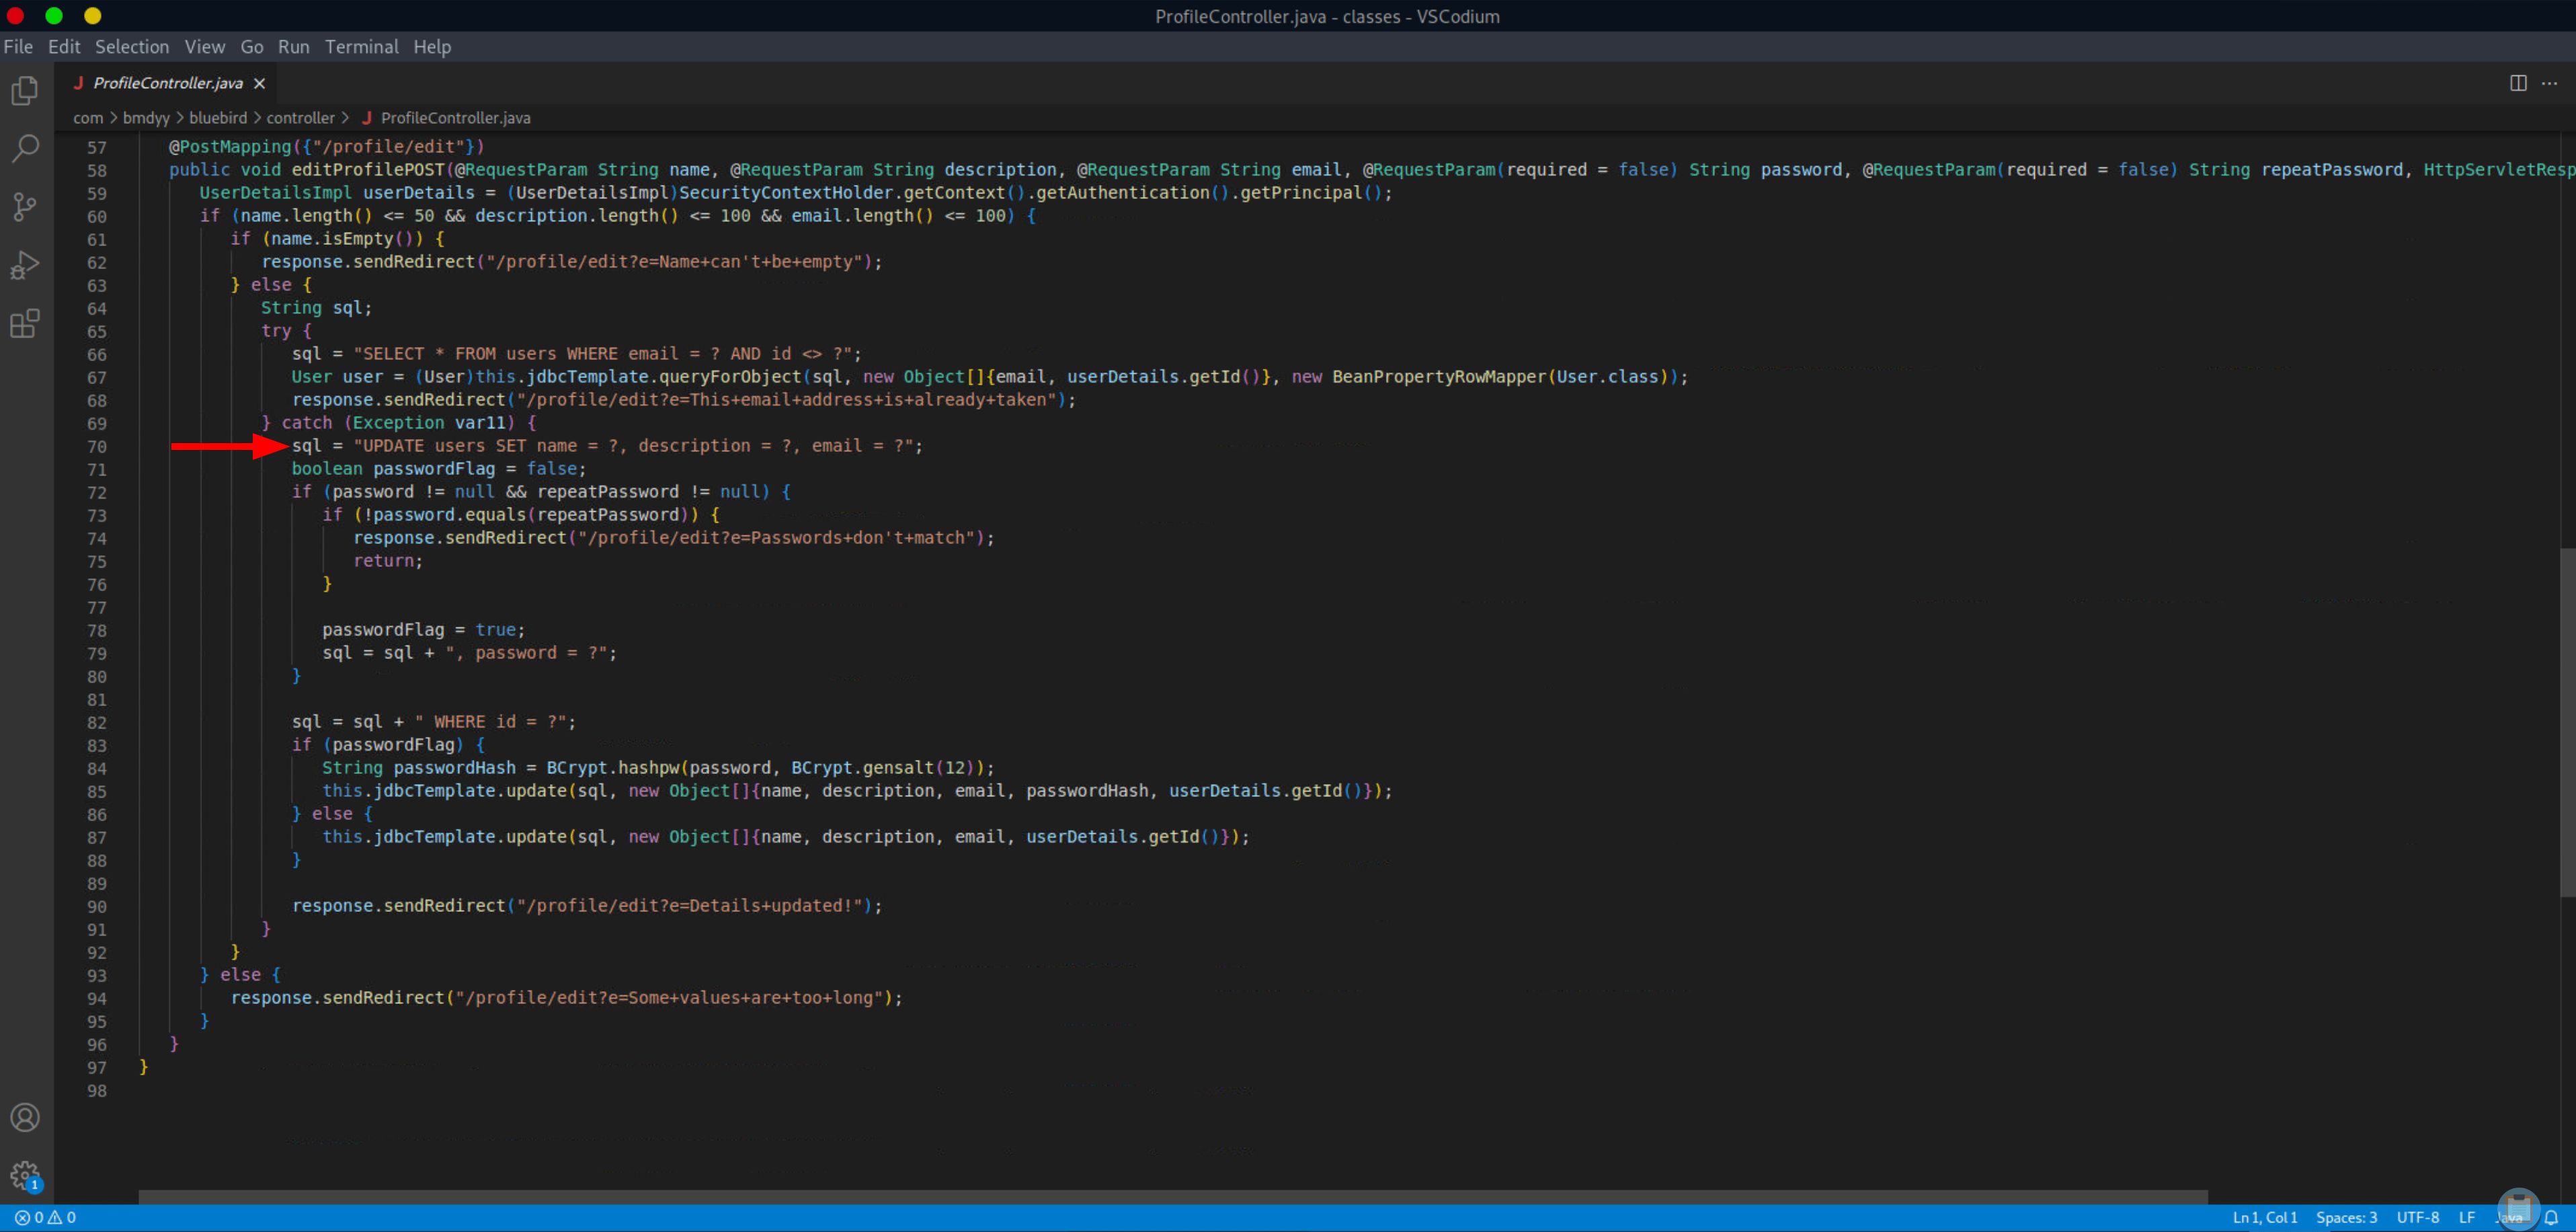 ProfileController.java - classes - VSCodium
File Edit Selection View Go Run Terminal Help
J ProfileController.java ×
com > bmdyy > bluebird > controller > J ProfileController.java
57 @PostMapping({"/profile/edit"})
58 public void editProfilePOST(@RequestParam String name, @RequestParam String description, @RequestParam String email, @RequestParam(required = false) String password, @RequestParam(required = false) String repeatPassword, HttpServletResp
59 UserDetailsImpl userDetails = (UserDetailsImpl)SecurityContextHolder.getContext().getAuthentication().getPrincipal();
60 if (name.length() <= 50 && description.length() <= 100 && email.length() <= 100) {
61 if (name.isEmpty()) {
62 response.sendRedirect("/profile/edit?e=Name+can't+be+empty");
63 } else {
64 String sql;
65 try {
66 sql = "SELECT * FROM users WHERE email = ? AND id <> ?";
67 User user = (User)this.jdbcTemplate.queryForObject(sql, new Object[]{email, userDetails.getId()}, new BeanPropertyRowMapper(User.class));
68 response.sendRedirect("/profile/edit?e=This+email+address+is+already+taken");
69 } catch (Exception var11) {
70 sql = "UPDATE users SET name = ?, description = ?, email = ?";
71 boolean passwordFlag = false;
72 if (password != null && repeatPassword != null) {
73 if (!password.equals(repeatPassword)) {
74 response.sendRedirect("/profile/edit?e=Passwords+don't+match");
75 return;
76 }
77
78 passwordFlag = true;
79 sql = sql + ", password = ?";
80 }
81
82 sql = sql + " WHERE id = ?";
83 if (passwordFlag) {
84 String passwordHash = BCrypt.hashpw(password, BCrypt.gensalt(12));
85 this.jdbcTemplate.update(sql, new Object[]{name, description, email, passwordHash, userDetails.getId()});
86 } else {
87 this.jdbcTemplate.update(sql, new Object[]{name, description, email, userDetails.getId()});
88 }
89
90 response.sendRedirect("/profile/edit?e=Details+updated!");
91 }
92 }
93 } else {
94 response.sendRedirect("/profile/edit?e=Some+values+are+too+long");
95 }
96 }
97 }
98
1
0 0 Ln 1, Col 1 Spaces: 3 UTF-8 LF Java